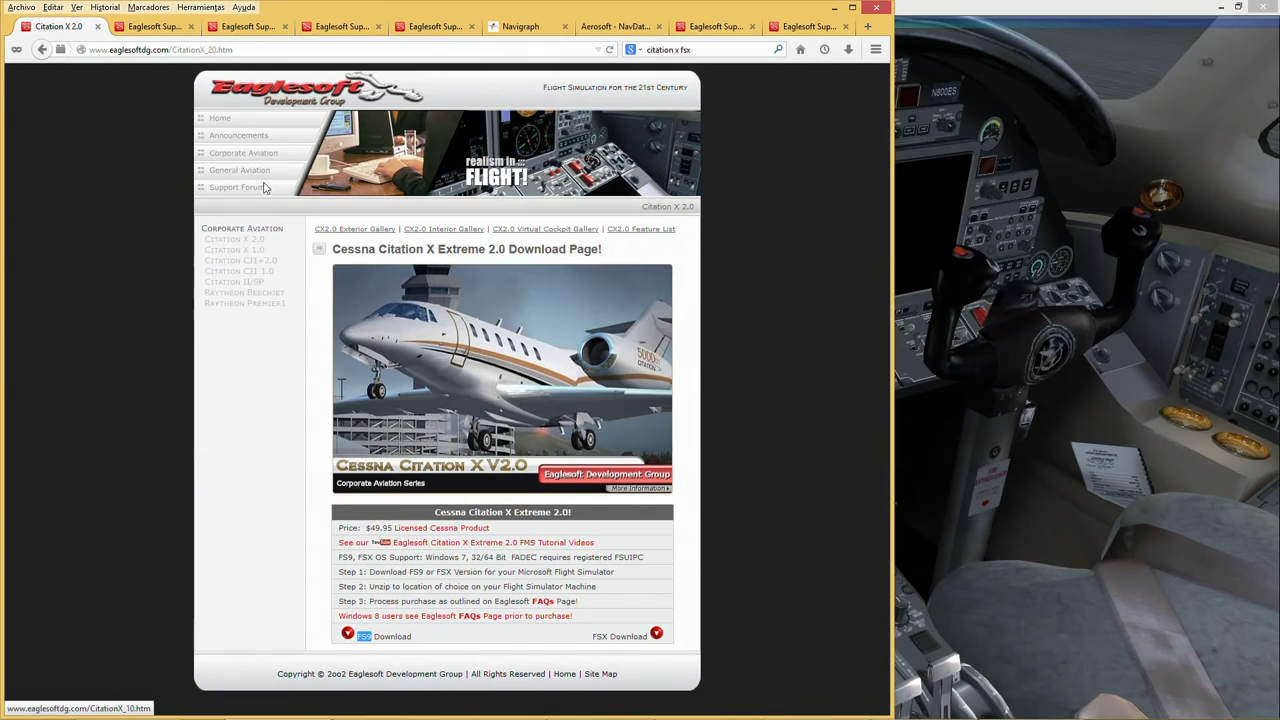 Archivo Editar Ver Historial Marcadores Herramientas Ayuda
Citation X 2.0 × Eaglesoft Sup... × Eaglesoft Sup... × Eaglesoft Sup... × Eaglesoft Sup... × Navigraph × Aerosoft - NavDat... × Eaglesoft Sup... × Eaglesoft Sup... × +
www.eaglesoftdg.com/CitationX_20.htm
citation x fsx
Eaglesoft
Development Group
Flight Simulation for the 21st Century
Home
Announcements
Corporate Aviation
General Aviation
Support Forum
realism in :::
FLIGHT!
Citation X 2.0
Corporate Aviation
Citation X 2.0
Citation X 1.0
Citation CJ1+2.0
Citation CJ1 1.0
Citation II/SP
Raytheon Beechjet
Raytheon Premier1
CX2.0 Exterior Gallery | CX2.0 Interior Gallery | CX2.0 Virtual Cockpit Gallery | CX2.0 Feature List
Cessna Citation X Extreme 2.0 Download Page!
5000th
CITATION
Cessna Citation X V2.0
Eaglesoft Development Group
Corporate Aviation Series
More Information
Cessna Citation X Extreme 2.0!
Price: $49.95 Licensed Cessna Product
See our YouTube Eaglesoft Citation X Extreme 2.0 FMS Tutorial Videos
FS9, FSX OS Support: Windows 7, 32/64 Bit FADEC requires registered FSUIPC
Step 1: Download FS9 or FSX Version for your Microsoft Flight Simulator
Step 2: Unzip to location of choice on your Flight Simulator Machine
Step 3: Process purchase as outlined on Eaglesoft FAQs Page!
Windows 8 users see Eaglesoft FAQs Page prior to purchase!
FS9 Download
FSX Download
Copyright © 2oo2 Eaglesoft Development Group | All Rights Reserved | Home | Site Map
www.eaglesoftdg.com/CitationX_10.htm
N800ES